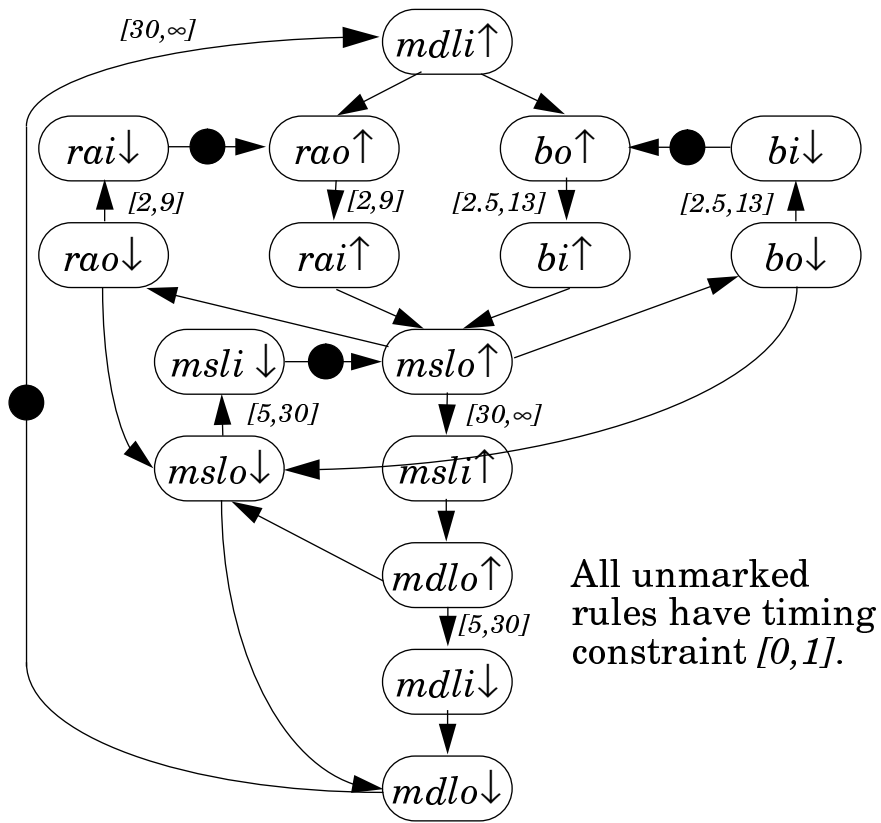 [30,∞]
mdli↑
rai↓ rao↑ bo↑ bi↓
[2,9] [2,9] [2.5,13] [2.5,13]
rao↓ rai↑ bi↑ bo↓
msli ↓ mslo↑
[5,30] [30,∞]
mslo↓ msli↑
mdlo↑
All unmarked
rules have timing
constraint [0,1].
[5,30]
mdli↓
mdlo↓